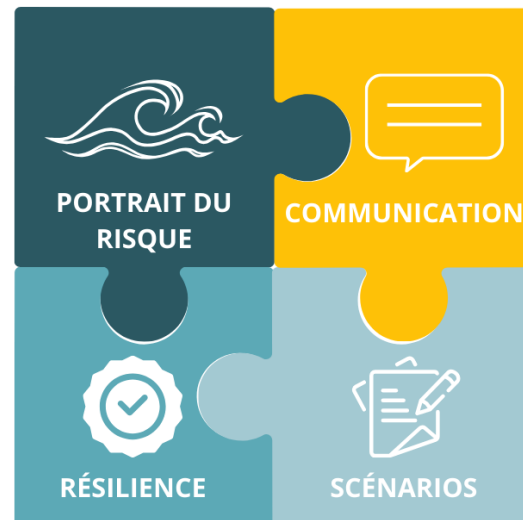 PORTRAIT DU
RISQUE
COMMUNICATION
RÉSILIENCE
SCÉNARIOS